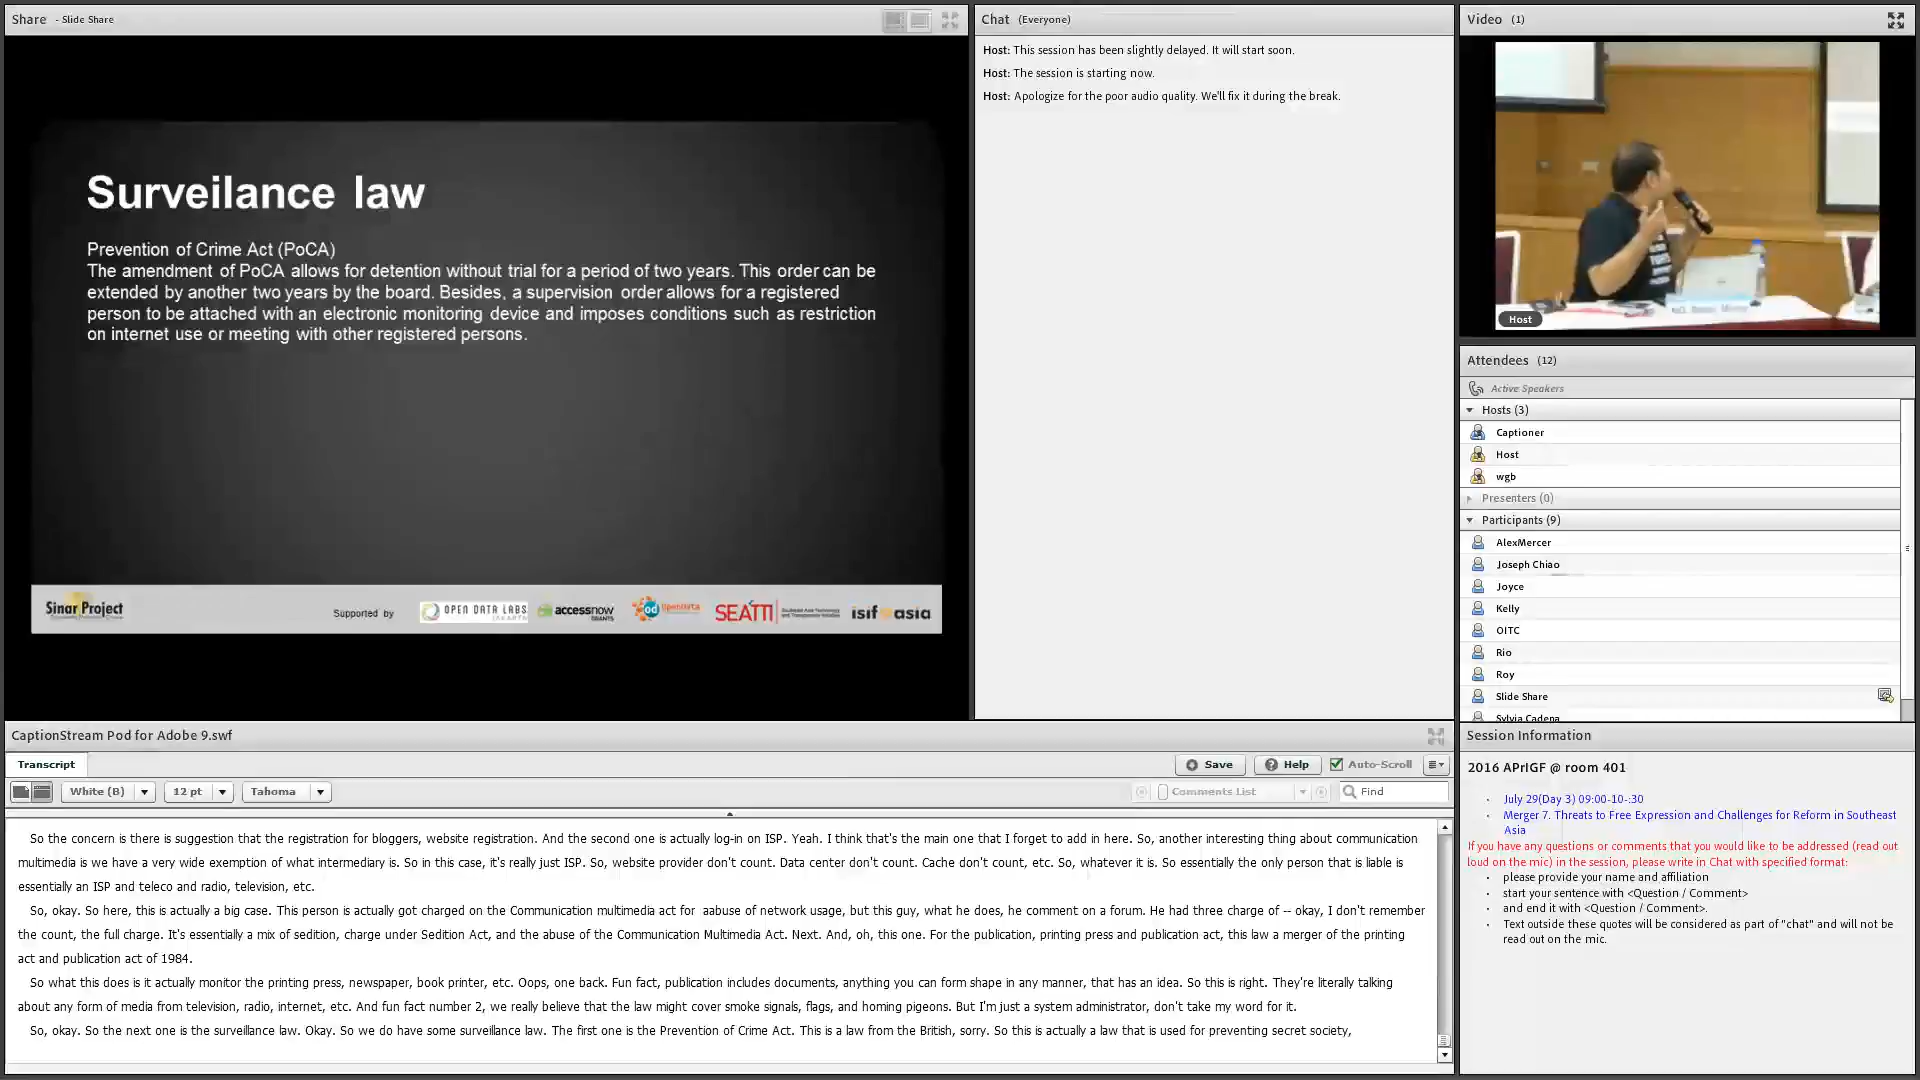 Share - Slide Share
Surveilance law
Prevention of Crime Act (PoCA)
The amendment of PoCA allows for detention without trial for a period of two years. This order can be
extended by another two years by the board. Besides, a supervision order allows for a registered
person to be attached with an electronic monitoring device and imposes conditions such as restriction
on internet use or meeting with other registered persons.
Sinar Project
Supported by
OPEN DATA LABS
JAKARTA
accessnow
GRANTS
od OpenData
SEATTI
Southeast Asia Technology
and Transparency Initiative
isif asia
Chat (Everyone)
Host: This session has been slightly delayed. It will start soon.
Host: The session is starting now.
Host: Apologize for the poor audio quality. We'll fix it during the break.
Video (1)
Host
Attendees (12)
Active Speakers
Hosts (3)
Captioner
Host
wgb
Presenters (0)
Participants (9)
AlexMercer
Joseph Chiao
Joyce
Kelly
OITC
Rio
Roy
Slide Share
Sylvia Cadena
CaptionStream Pod for Adobe 9.swf
Transcript
Save
Help
Auto-Scroll
White (B)
12 pt
Tahoma
Comments List
Find
So the concern is there is suggestion that the registration for bloggers, website registration. And the second one is actually log-in on ISP. Yeah. I think that's the main one that I forget to add in here. So, another interesting thing about communication
multimedia is we have a very wide exemption of what intermediary is. So in this case, it's really just ISP. So, website provider don't count. Data center don't count. Cache don't count, etc. So, whatever it is. So essentially the only person that is liable is
essentially an ISP and teleco and radio, television, etc.
So, okay. So here, this is actually a big case. This person is actually got charged on the Communication multimedia act for aabuse of network usage, but this guy, what he does, he comment on a forum. He had three charge of -- okay, I don't remember
the count, the full charge. It's essentially a mix of sedition, charge under Sedition Act, and the abuse of the Communication Multimedia Act. Next. And, oh, this one. For the publication, printing press and publication act, this law a merger of the printing
act and publication act of 1984.
So what this does is it actually monitor the printing press, newspaper, book printer, etc. Oops, one back. Fun fact, publication includes documents, anything you can form shape in any manner, that has an idea. So this is right. They're literally talking
about any form of media from television, radio, internet, etc. And fun fact number 2, we really believe that the law might cover smoke signals, flags, and homing pigeons. But I'm just a system administrator, don't take my word for it.
So, okay. So the next one is the surveillance law. Okay. So we do have some surveillance law. The first one is the Prevention of Crime Act. This is a law from the British, sorry. So this is actually a law that is used for preventing secret society,
Session Information
2016 APrIGF @ room 401
July 29(Day 3) 09:00-10-:30
Merger 7. Threats to Free Expression and Challenges for Reform in Southeast
Asia
If you have any questions or comments that you would like to be addressed (read out
loud on the mic) in the session, please write in Chat with specified format:
please provide your name and affiliation
start your sentence with <Question / Comment>
and end it with <Question / Comment>.
Text outside these quotes will be considered as part of "chat" and will not be
read out on the mic.